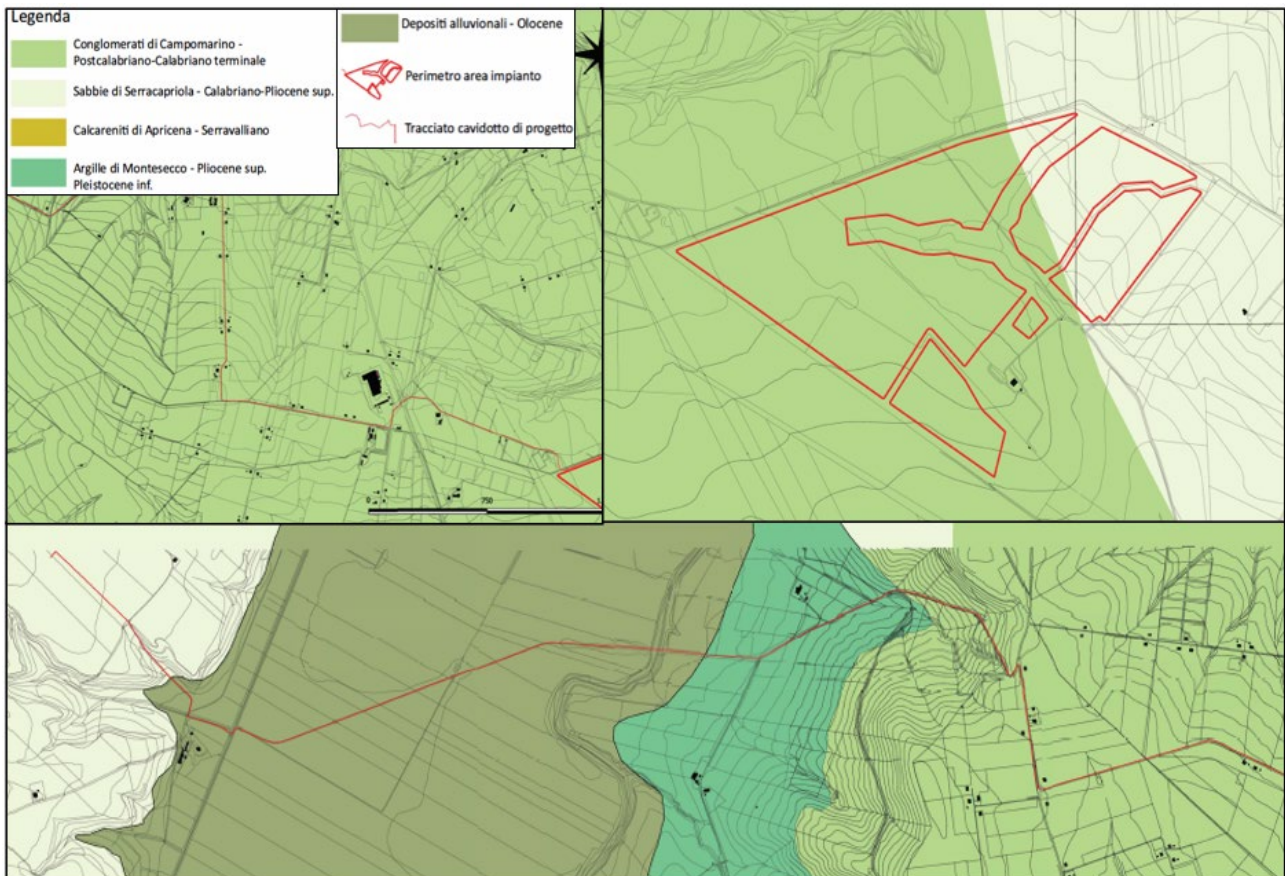 Legenda
Conglomerati di Campomarino -
Postcalabriano-Calabriano terminale
Sabbie di Serracapriola - Calabriano-Pliocene sup.
Calcareniti di Apricena - Serravalliano
Argille di Montesecco - Pliocene sup.
Pleistocene inf.
Depositi alluvionali - Olocene
Perimetro area impianto
Tracciato cavidotto di progetto
0
750